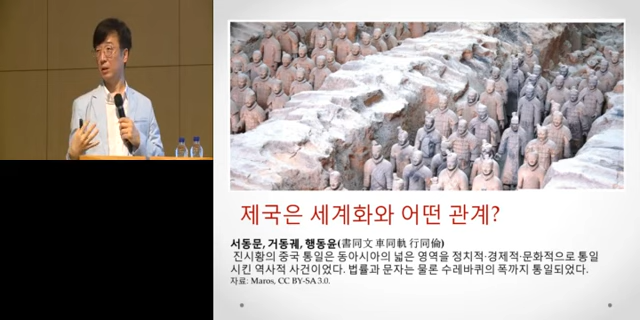 제국은 세계화와 어떤 관계?
서동문, 거동궤, 행동윤(書同文 車同軌 行同倫)
진시황의 중국 통일은 동아시아의 넓은 영역을 정치적·경제적·문화적으로 통일
시킨 역사적 사건이었다. 법률과 문자는 물론 수레바퀴의 폭까지 통일되었다.
자료: Maros, CC BY-SA 3.0.